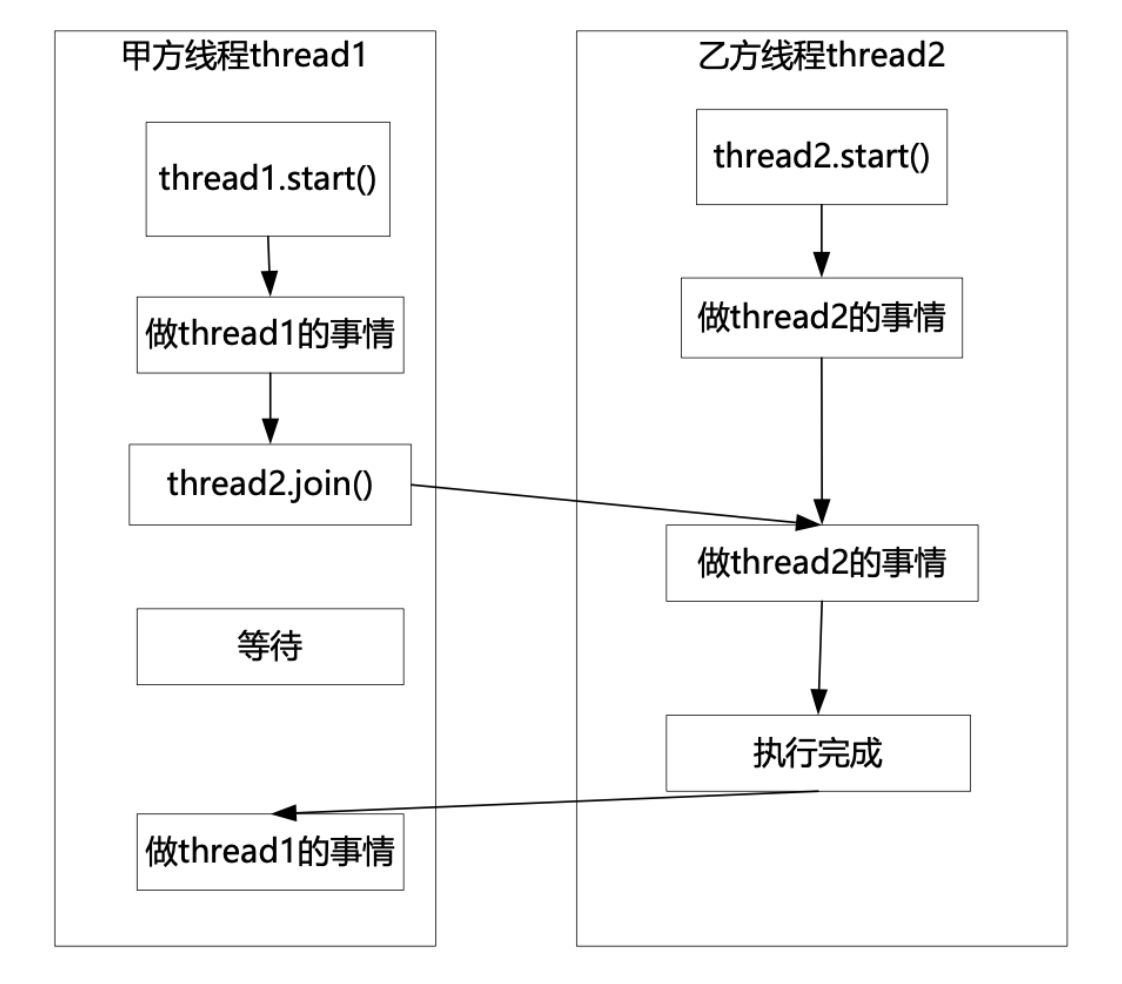 甲方线程thread1
thread1.start()
做thread1的事情
thread2.join()
等待
做thread1的事情
乙方线程thread2
thread2.start()
做thread2的事情
做thread2的事情
执行完成